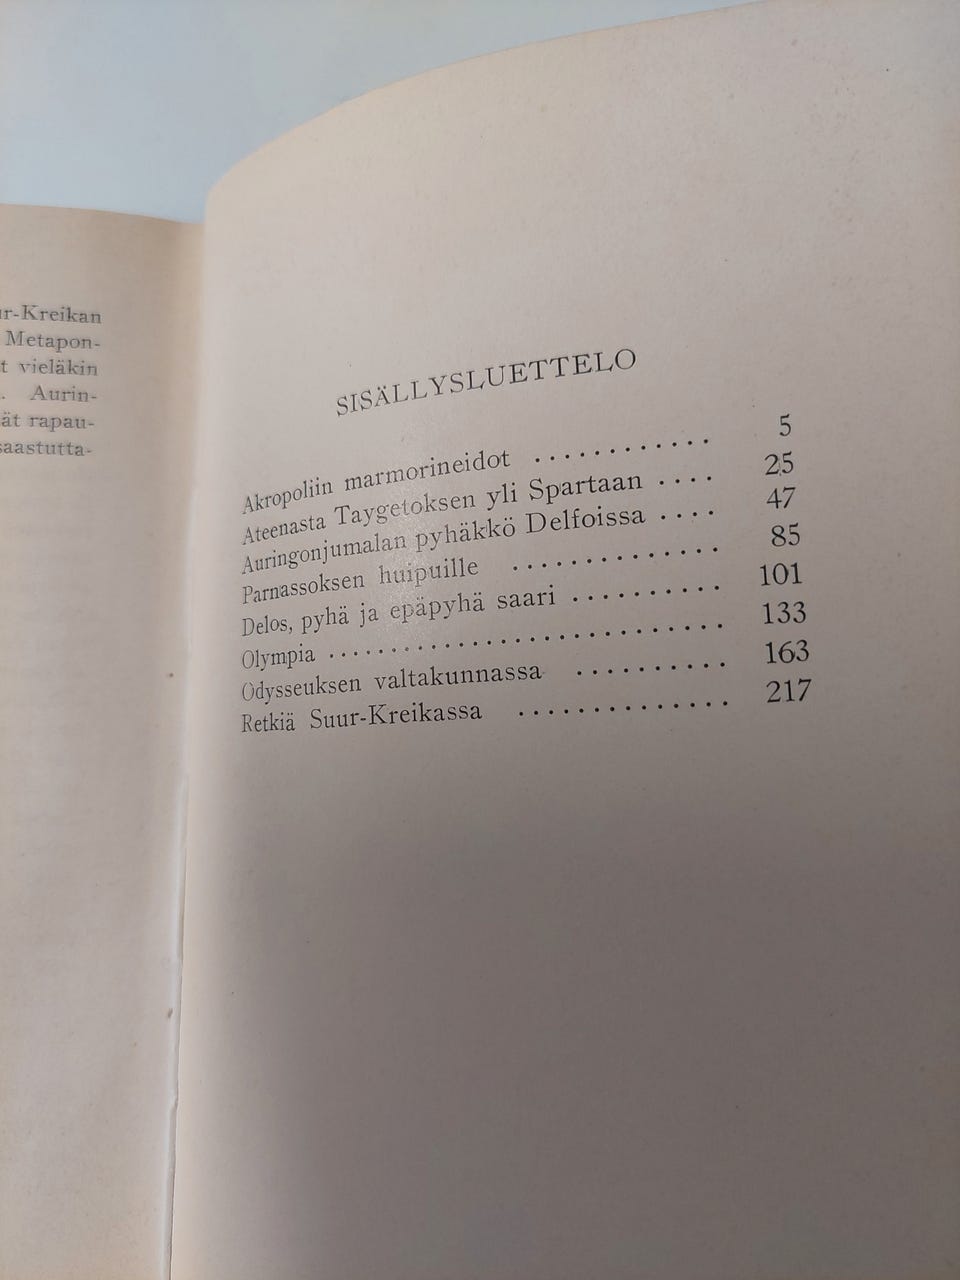 ur-Kreikan
Metapon-
t vieläkin
. Aurin-
ät rapau-
saastutta-
SISÄLLYSLUETTELO
Akropoliin marmorineidot ........... 5
Ateenasta Taygetoksen yli Spartaan .... 25
Auringonjumalan pyhäkkö Delfoissa .... 47
Parnassoksen huipuille ............. 85
Delos, pyhä ja epäpyhä saari .......... 101
Olympia .......................... 133
Odysseuksen valtakunnassa .......... 163
Retkiä Suur-Kreikassa .............. 217